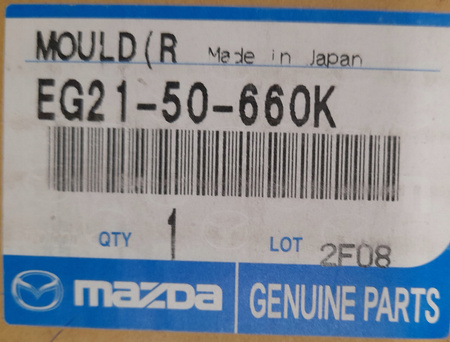 MOULD(R Made in Japan
EG21-50-660K
QTY 1 LOT 2F08
mazda GENUINE PARTS